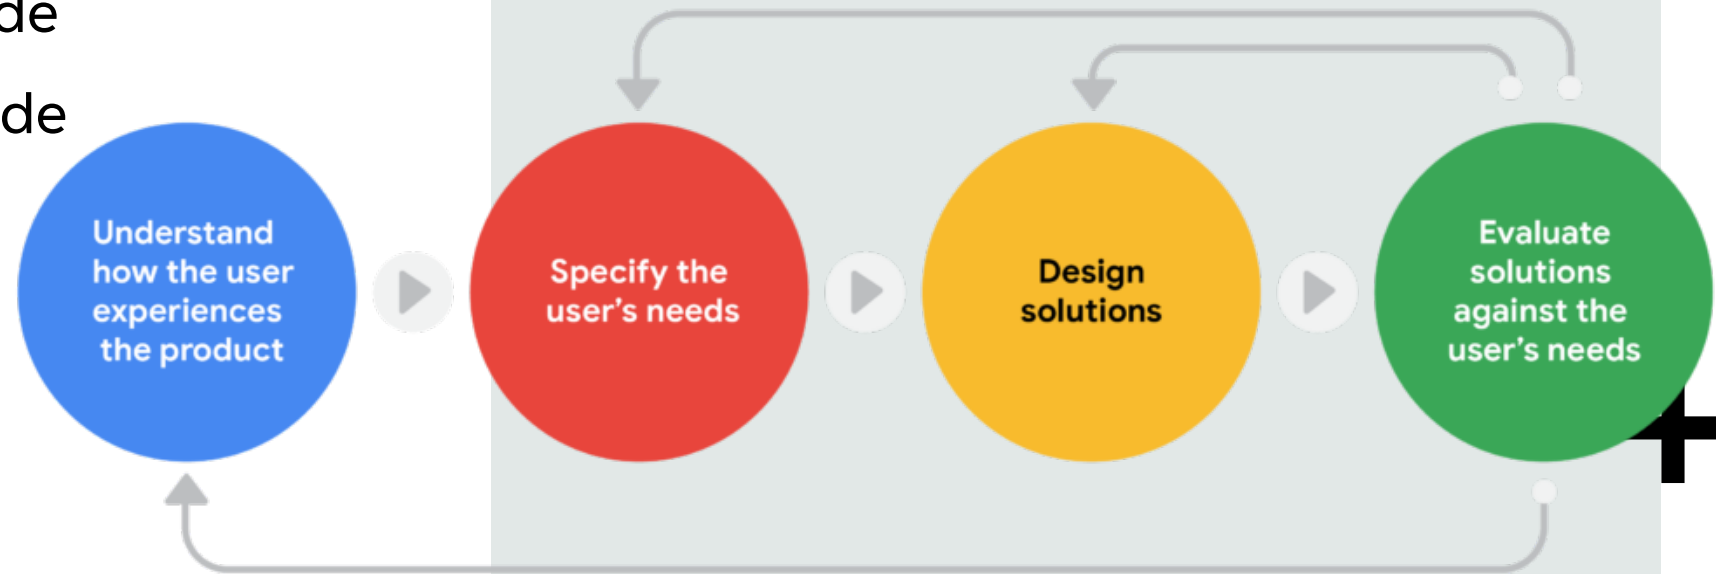 de
de
Understand
how the user
experiences
the product
Specify the
user’s needs
Design
solutions
Evaluate
solutions
against the
user’s needs
+